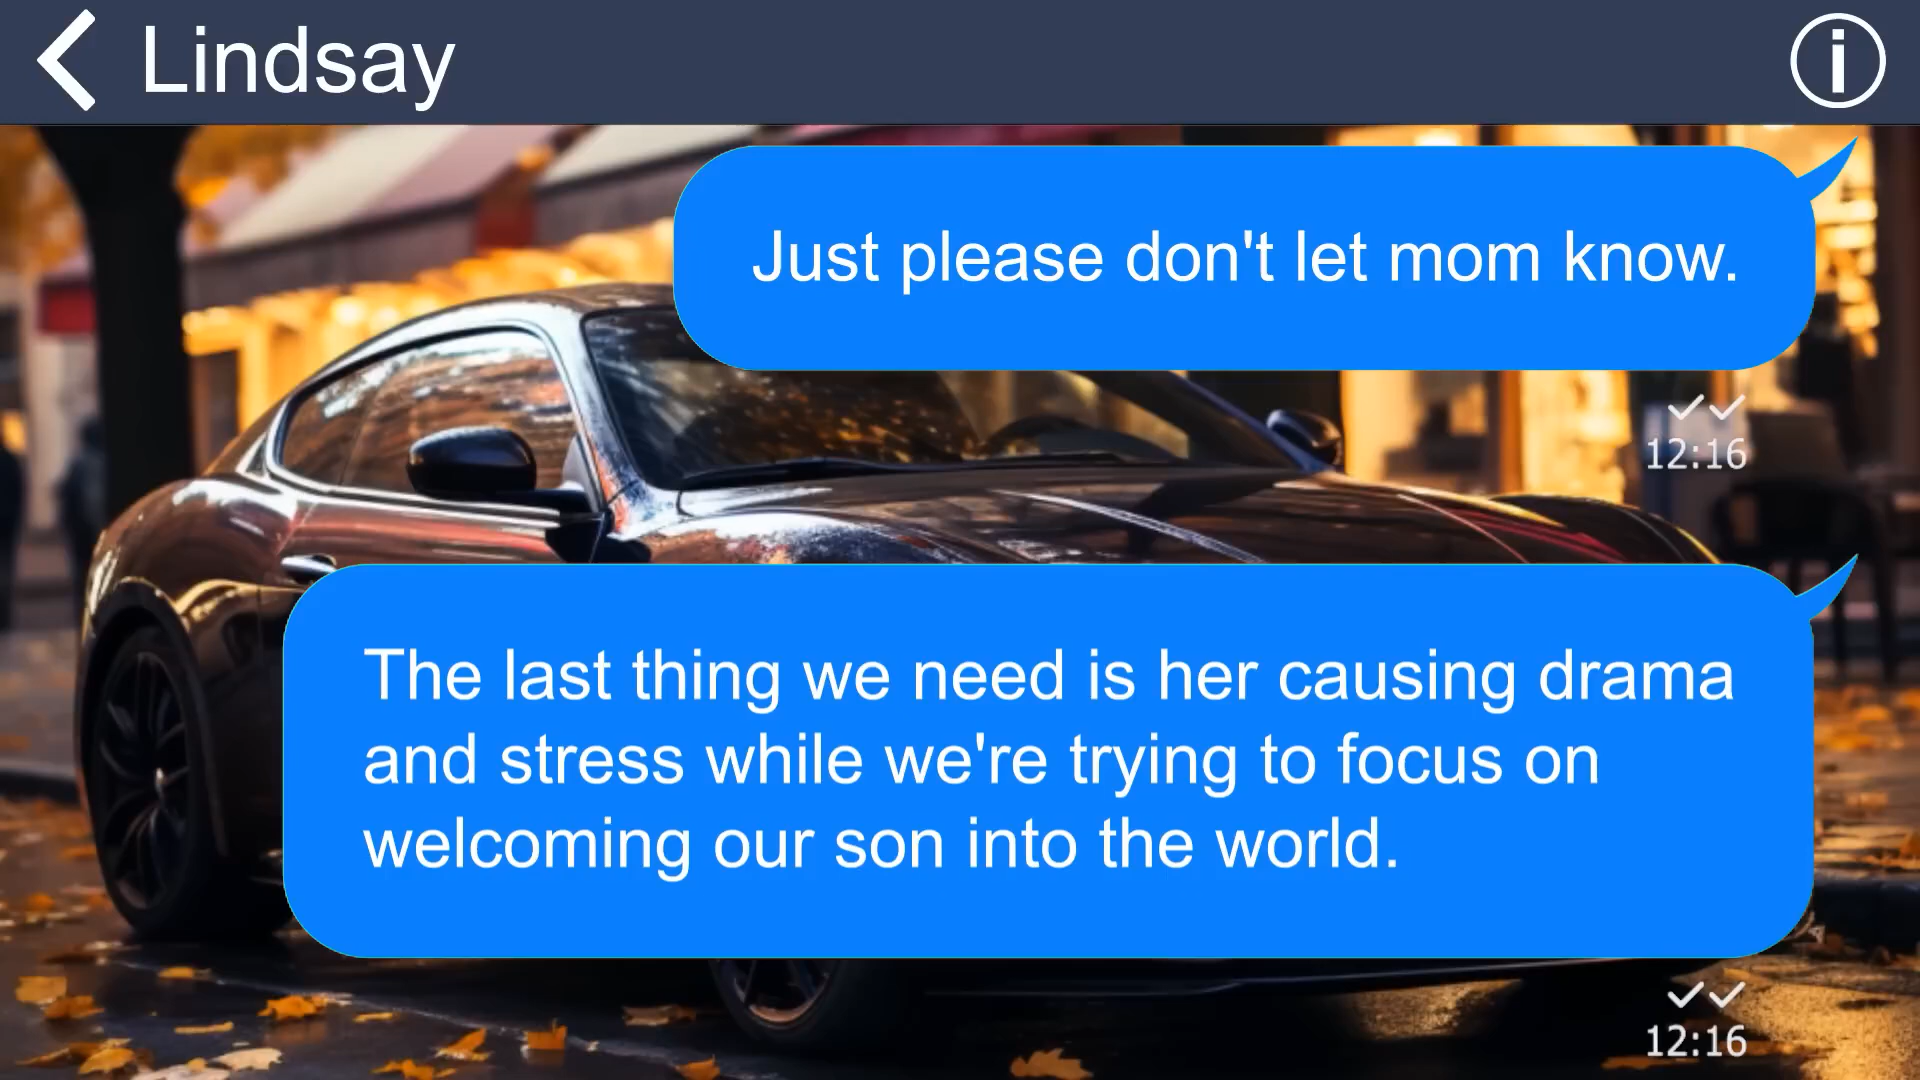 Lindsay
Just please don't let mom know.
12:16
The last thing we need is her causing drama
and stress while we're trying to focus on
welcoming our son into the world.
12:16